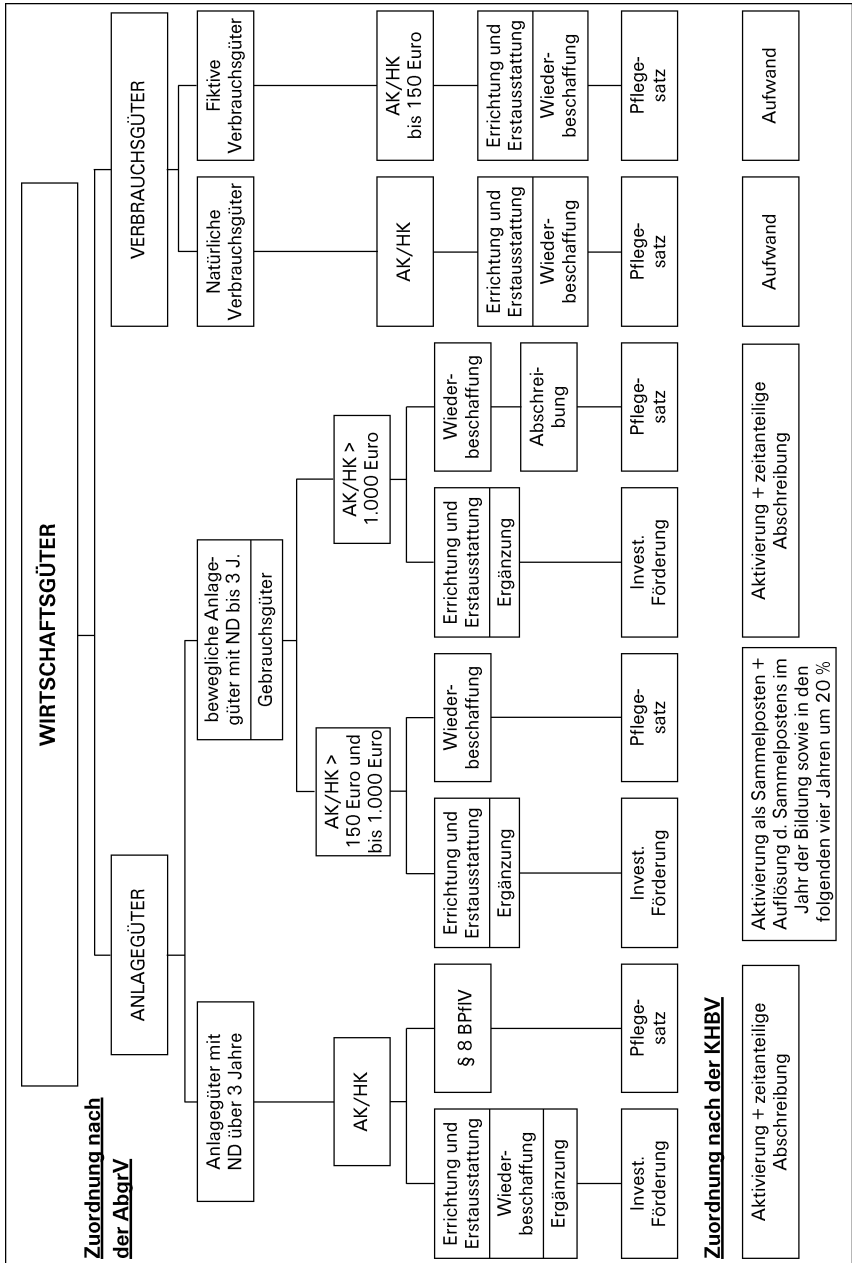 WIRTSCHAFTSGÜTER
Zuordnung nach
der AbgrV
ANLAGEGÜTER
VERBRAUCHSGÜTER
Anlagegüter mit
ND über 3 Jahre
bewegliche Anlage-
güter mit ND bis 3 J.
Gebrauchsgüter
Natürliche
Verbrauchsgüter
Fiktive
Verbrauchsgüter
AK/HK
AK/HK >
150 Euro und
bis 1.000 Euro
AK/HK >
1.000 Euro
AK/HK
AK/HK
bis 150 Euro
Errichtung und
Erstausstattung
Wieder-
beschaffung
Ergänzung
§ 8 BPflV
Errichtung und
Erstausstattung
Ergänzung
Wieder-
beschaffung
Errichtung und
Erstausstattung
Ergänzung
Wieder-
beschaffung
Abschrei-
bung
Errichtung und
Erstausstattung
Wieder-
beschaffung
Errichtung und
Erstausstattung
Wieder-
beschaffung
Invest.
Förderung
Pflege-
satz
Invest.
Förderung
Pflege-
satz
Invest.
Förderung
Pflege-
satz
Pflege-
satz
Pflege-
satz
Zuordnung nach der KHBV
Aktivierung + zeitanteilige
Abschreibung
Aktivierung als Sammelposten +
Auflösung d. Sammelpostens im
Jahr der Bildung sowie in den
folgenden vier Jahren um 20 %
Aktivierung + zeitanteilige
Abschreibung
Aufwand
Aufwand